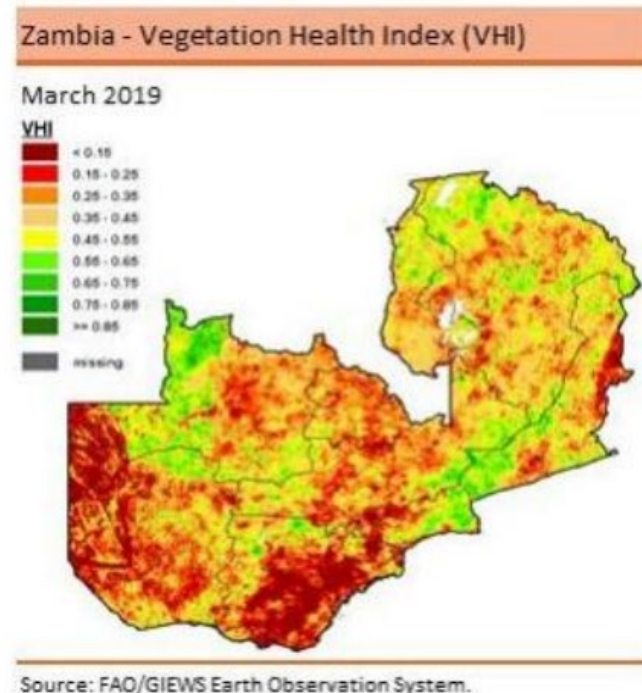 Zambia - Vegetation Health Index (VHI)
March 2019
VHI
< 0.15
0.15 - 0.25
0.25 - 0.35
0.35 - 0.45
0.45 - 0.55
0.55 - 0.65
0.65 - 0.75
0.75 - 0.85
>= 0.85
missing
Source: FAO/GIEWS Earth Observation System.